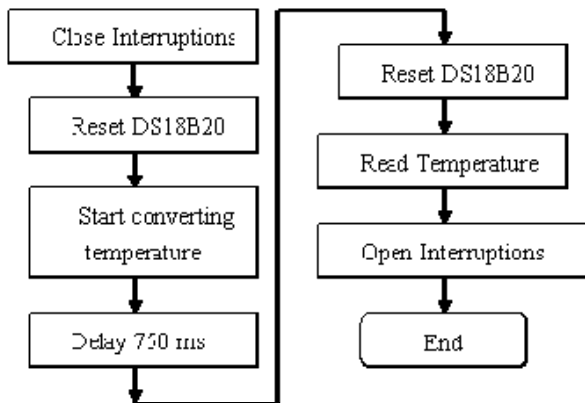 Close Interruptions
Reset DS18B20
Start converting
temperature
Delay 750 ms
Reset DS18B20
Read Temperature
Open Interruptions
End